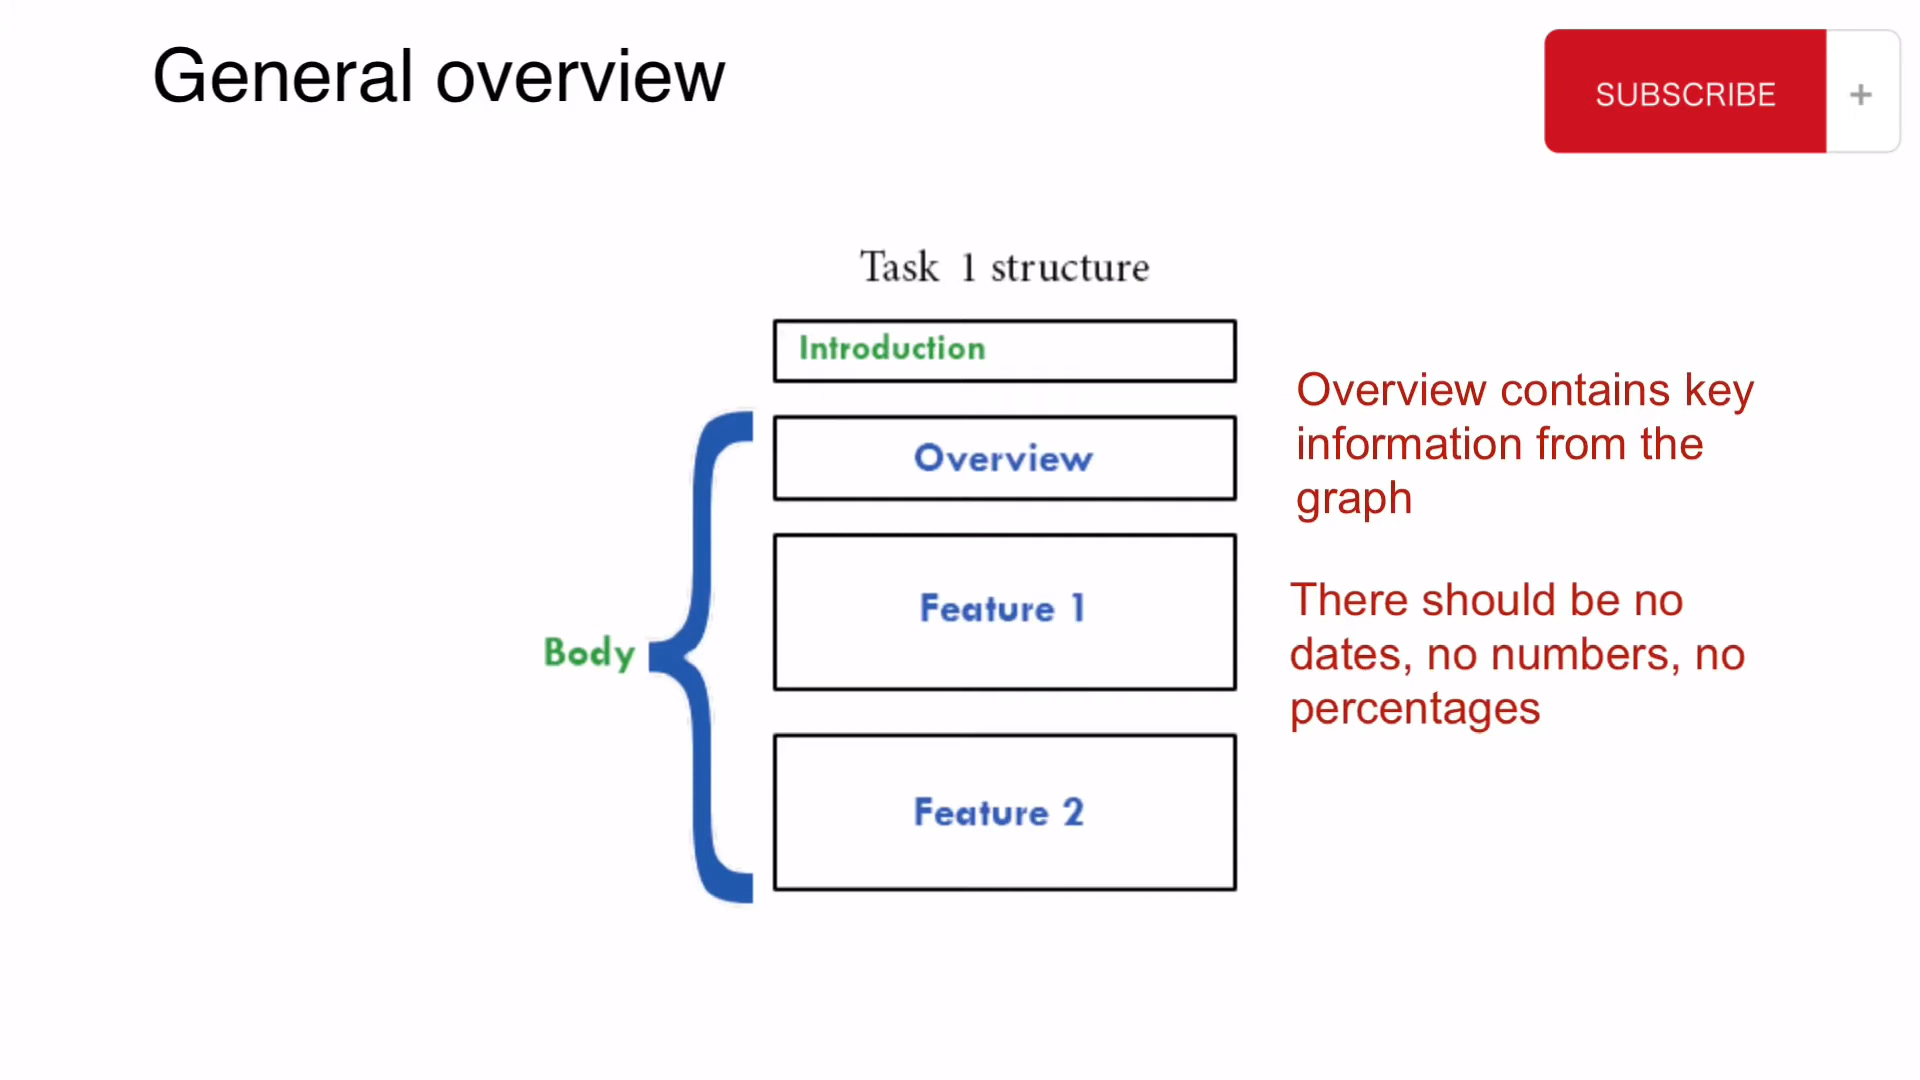 General overview
SUBSCRIBE +
Task 1 structure
Introduction
Overview
Feature 1
Body
Feature 2
Overview contains key
information from the
graph
There should be no
dates, no numbers, no
percentages